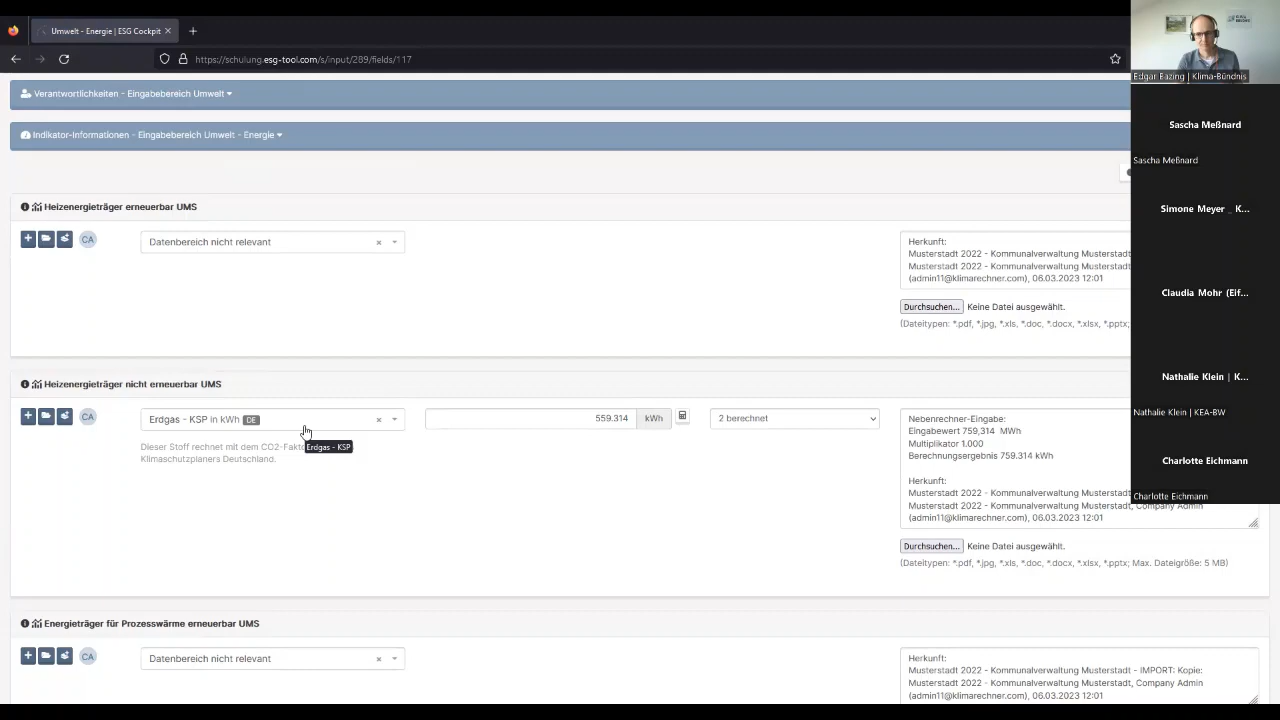 Umwelt - Energie | ESG Cockpit
https://schulung.esg-tool.com/s/input/289/fields/117
Verantwortlichkeiten - Eingabebereich Umwelt
Indikator-Informationen - Eingabebereich Umwelt - Energie
Heizenergieträger erneuerbar UMS
CA
Datenbereich nicht relevant
Herkunft:
Musterstadt 2022 - Kommunalverwaltung Musterstadt
Musterstadt 2022 - Kommunalverwaltung Musterstadt
(admin11@klimarechner.com), 06.03.2023 12:01
Durchsuchen... Keine Datei ausgewählt.
(Dateitypen: *.pdf, *.jpg, *.xls, *.doc, *.docx, *.xlsx, *.pptx;
Heizenergieträger nicht erneuerbar UMS
CA
Erdgas - KSP in kWh DE
559.314 kWh
2 berechnet
Dieser Stoff rechnet mit dem CO2-Fakt
Klimaschutzplaners Deutschland.
Erdgas - KSP
Nebenrechner-Eingabe:
Eingabewert 759,314 MWh
Multiplikator 1.000
Berechnungsergebnis 759.314 kWh
Herkunft:
Musterstadt 2022 - Kommunalverwaltung Musterstadt
Musterstadt 2022 - Kommunalverwaltung Musterstadt, Company Admin
(admin11@klimarechner.com), 06.03.2023 12:01
Durchsuchen... Keine Datei ausgewählt.
(Dateitypen: *.pdf, *.jpg, *.xls, *.doc, *.docx, *.xlsx, *.pptx; Max. Dateigröße: 5 MB)
Energieträger für Prozesswärme erneuerbar UMS
CA
Datenbereich nicht relevant
Herkunft:
Musterstadt 2022 - Kommunalverwaltung Musterstadt - IMPORT: Kopie:
Musterstadt 2022 - Kommunalverwaltung Musterstadt, Company Admin
(admin11@klimarechner.com), 06.03.2023 12:01
Edgar Eazing | Klima-Bündnis
Sascha Meßnard
Sascha Meßnard
Simone Meyer _ K...
Claudia Mohr (Eif...
Nathalie Klein | K...
Nathalie Klein | KEA-BW
Charlotte Eichmann
Charlotte Eichmann